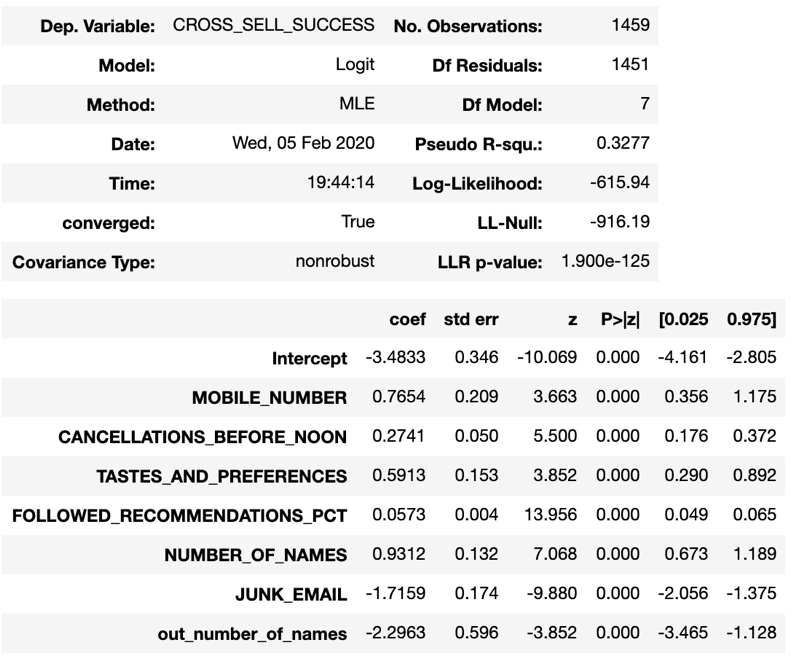 Dep. Variable: CROSS_SELL_SUCCESS No. Observations: 1459
Model: Logit Df Residuals: 1451
Method: MLE Df Model: 7
Date: Wed, 05 Feb 2020 Pseudo R-squ.: 0.3277
Time: 19:44:14 Log-Likelihood: -615.94
converged: True LL-Null: -916.19
Covariance Type: nonrobust LLR p-value: 1.900e-125
coef std err z P>|z| [0.025 0.975]
Intercept -3.4833 0.346 -10.069 0.000 -4.161 -2.805
MOBILE_NUMBER 0.7654 0.209 3.663 0.000 0.356 1.175
CANCELLATIONS_BEFORE_NOON 0.2741 0.050 5.500 0.000 0.176 0.372
TASTES_AND_PREFERENCES 0.5913 0.153 3.852 0.000 0.290 0.892
FOLLOWED_RECOMMENDATIONS_PCT 0.0573 0.004 13.956 0.000 0.049 0.065
NUMBER_OF_NAMES 0.9312 0.132 7.068 0.000 0.673 1.189
JUNK_EMAIL -1.7159 0.174 -9.880 0.000 -2.056 -1.375
out_number_of_names -2.2963 0.596 -3.852 0.000 -3.465 -1.128